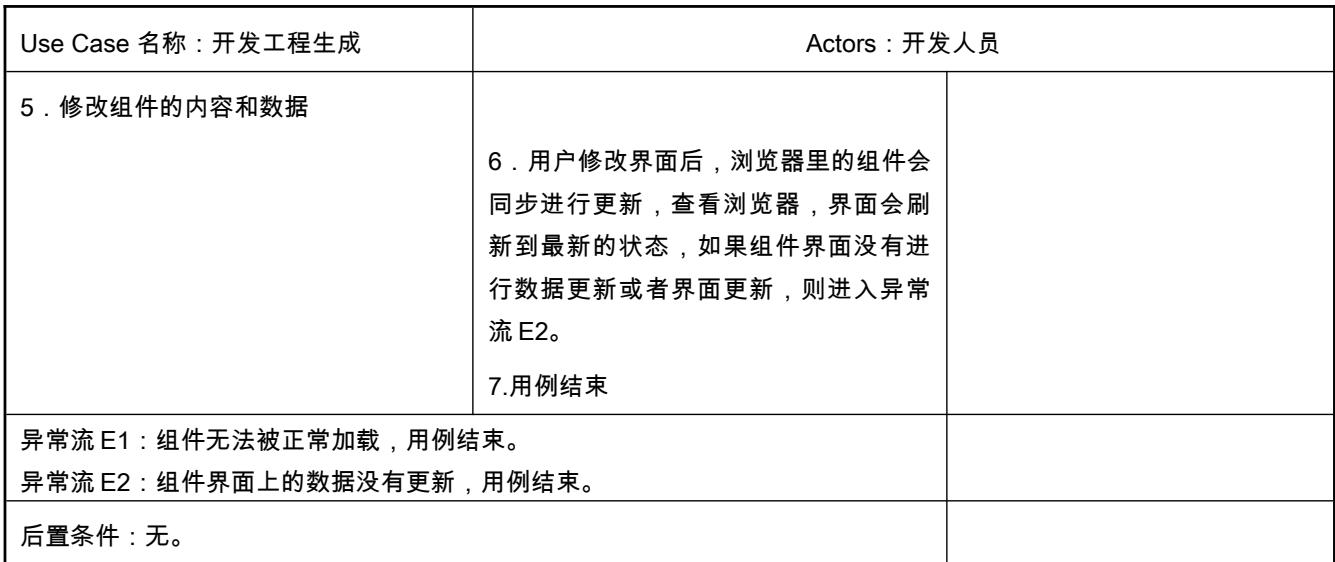 Use Case 名称：开发工程生成
Actors：开发人员
5．修改组件的内容和数据
6．用户修改界面后，浏览器里的组件会
同步进行更新，查看浏览器，界面会刷
新到最新的状态，如果组件界面没有进
行数据更新或者界面更新，则进入异常
流 E2。
7.用例结束
异常流 E1：组件无法被正常加载，用例结束。
异常流 E2：组件界面上的数据没有更新，用例结束。
后置条件：无。